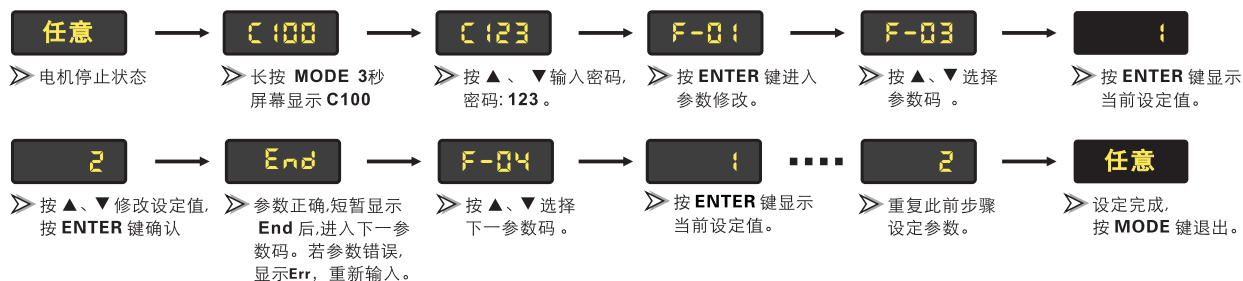 任意
C100
C123
F-01
F-03
1
电机停止状态
长按 MODE 3秒
屏幕显示 C100
按 ▲ 、 ▼输入密码,
密码: 123 。
按 ENTER 键进入
参数修改。
按 ▲、▼ 选择
参数码 。
按 ENTER 键显示
当前设定值。
2
End
F-04
1
2
任意
按 ▲、▼ 修改设定值,
按 ENTER 键确认
参数正确,短暂显示
End 后,进入下一参
数码。若参数错误,
显示Err，重新输入。
按 ▲、▼ 选择
下一参数码 。
按 ENTER 键显示
当前设定值。
重复此前步骤
设定参数。
设定完成,
按 MODE 键退出。